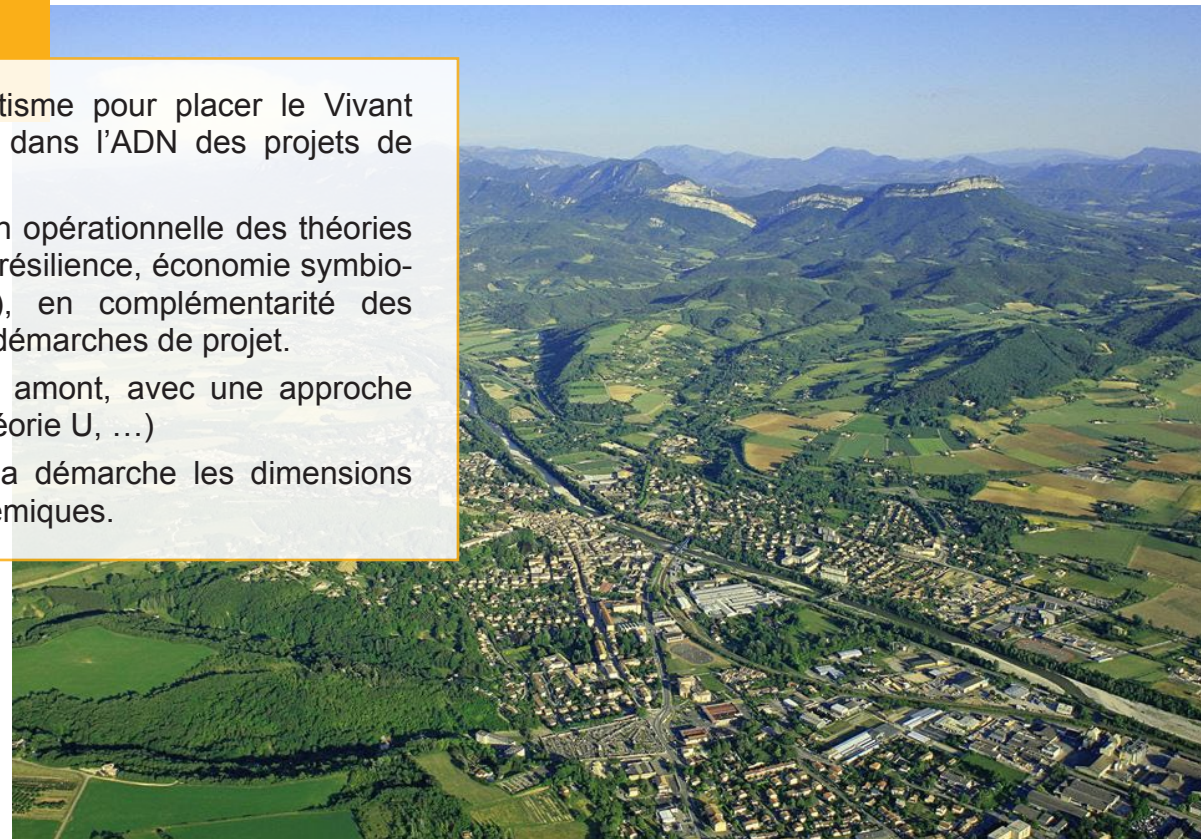 tisme pour placer le Vivant
dans l’ADN des projets de
n opérationnelle des théories
résilience, économie symbio-
), en complémentarité des
démarches de projet.
amont, avec une approche
éorie U, …)
a démarche les dimensions
émiques.